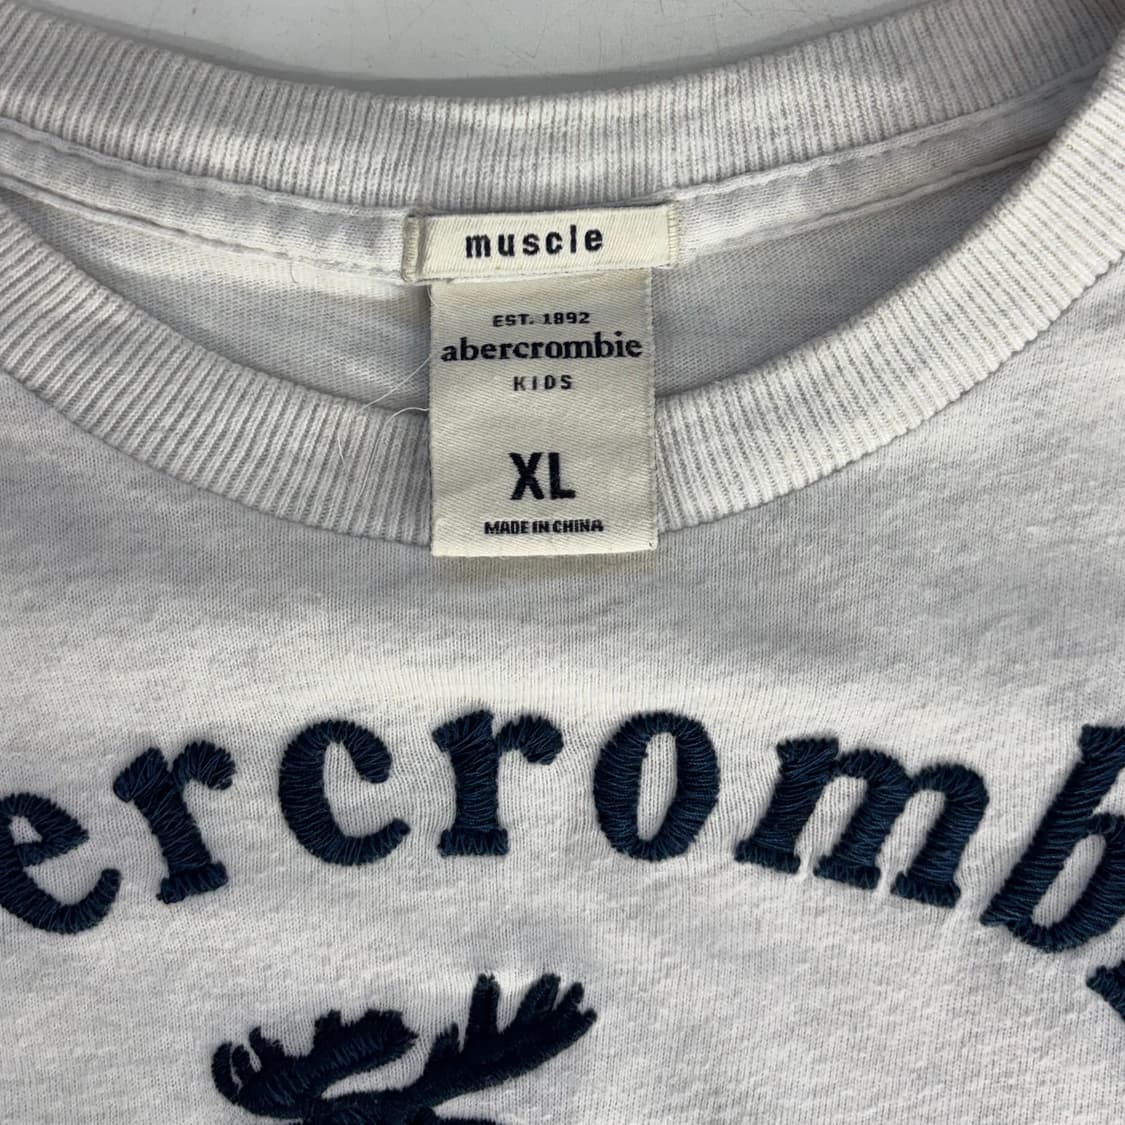 muscle
EST. 1892
abercrombie
KIDS
XL
MADE IN CHINA
ercromb